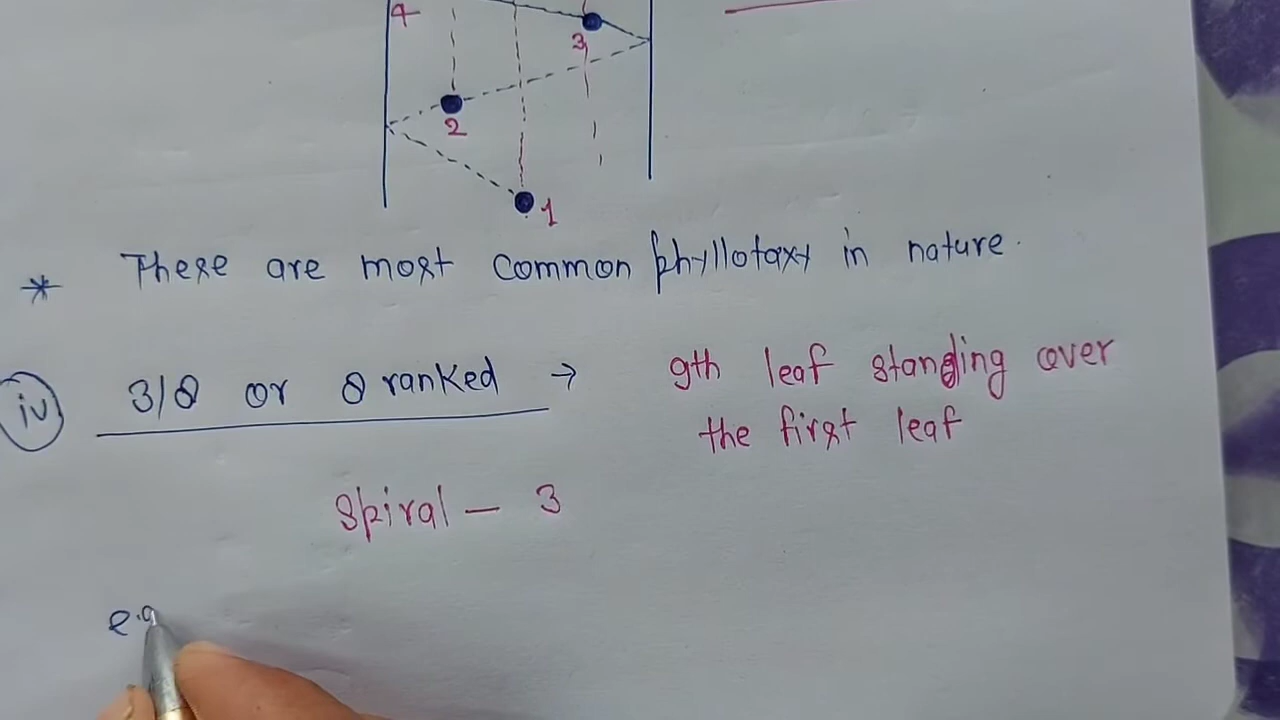 4
3
2
1
* These are most common phyllotaxy in nature.
iv 3/8 or 8 ranked → 9th leaf standing over
the first leaf
Spiral — 3
e.g